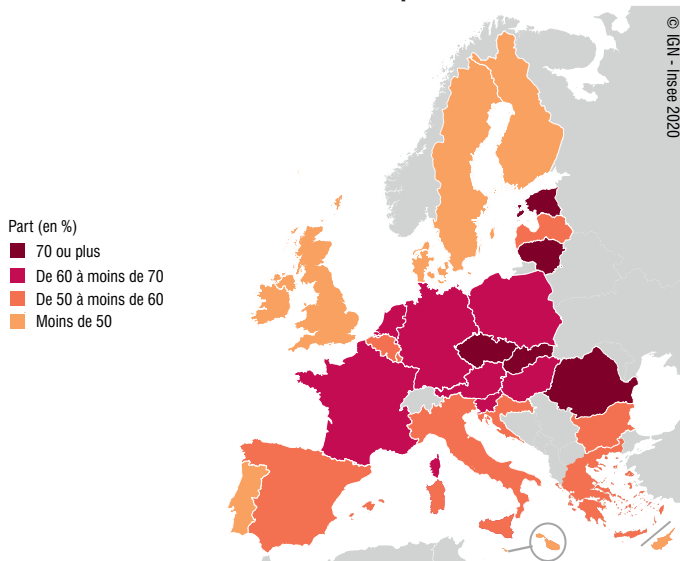 © IGN - Insee 2020
Part (en %)
70 ou plus
De 60 à moins de 70
De 50 à moins de 60
Moins de 50